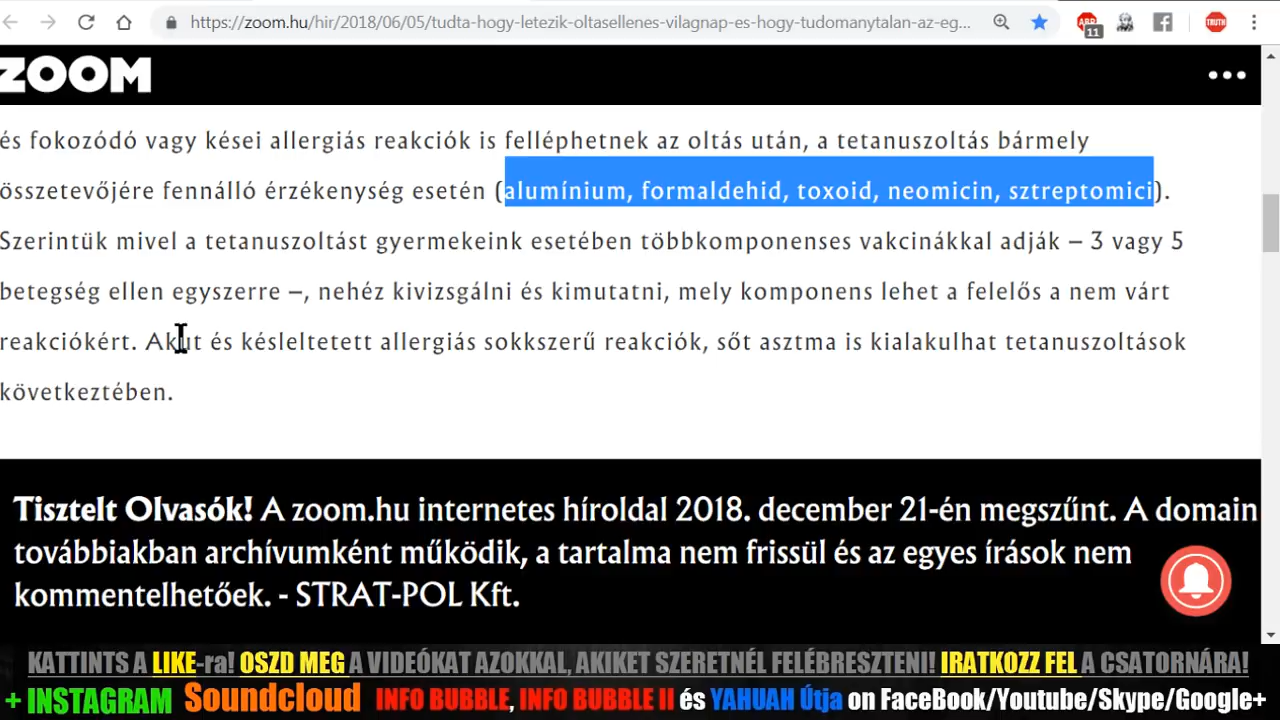 https://zoom.hu/hir/2018/06/05/tudta-hogy-letezik-oltasellenes-vilagnap-es-hogy-tudomanytalan-az-eg...
ABP
11
TRUTH
ZOOM
és fokozódó vagy kései allergiás reakciók is felléphetnek az oltás után, a tetanuszoltás bármely
összetevőjére fennálló érzékenység esetén (alumínium, formaldehid, toxoid, neomicin, sztreptomici).
Szerintük mivel a tetanuszoltást gyermekeink esetében többkomponenses vakcinákkal adják – 3 vagy 5
betegség ellen egyszerre –, nehéz kivizsgálni és kimutatni, mely komponens lehet a felelős a nem várt
reakciókért. Akut és késleltetett allergiás sokkszerű reakciók, sőt asztma is kialakulhat tetanuszoltások
következtében.
Tisztelt Olvasók! A zoom.hu internetes híroldal 2018. december 21-én megszűnt. A domain
továbbiakban archívumként működik, a tartalma nem frissül és az egyes írások nem
kommentelhetőek. - STRAT-POL Kft.
KATTINTS A LIKE-ra! OSZD MEG A VIDEÓKAT AZOKKAL, AKIKET SZERETNÉL FELÉBRESZTENI! IRATKOZZ FEL A CSATORNÁRA!
+ INSTAGRAM Soundcloud INFO BUBBLE, INFO BUBBLE II és YAHUAH Útja on FaceBook/Youtube/Skype/Google+